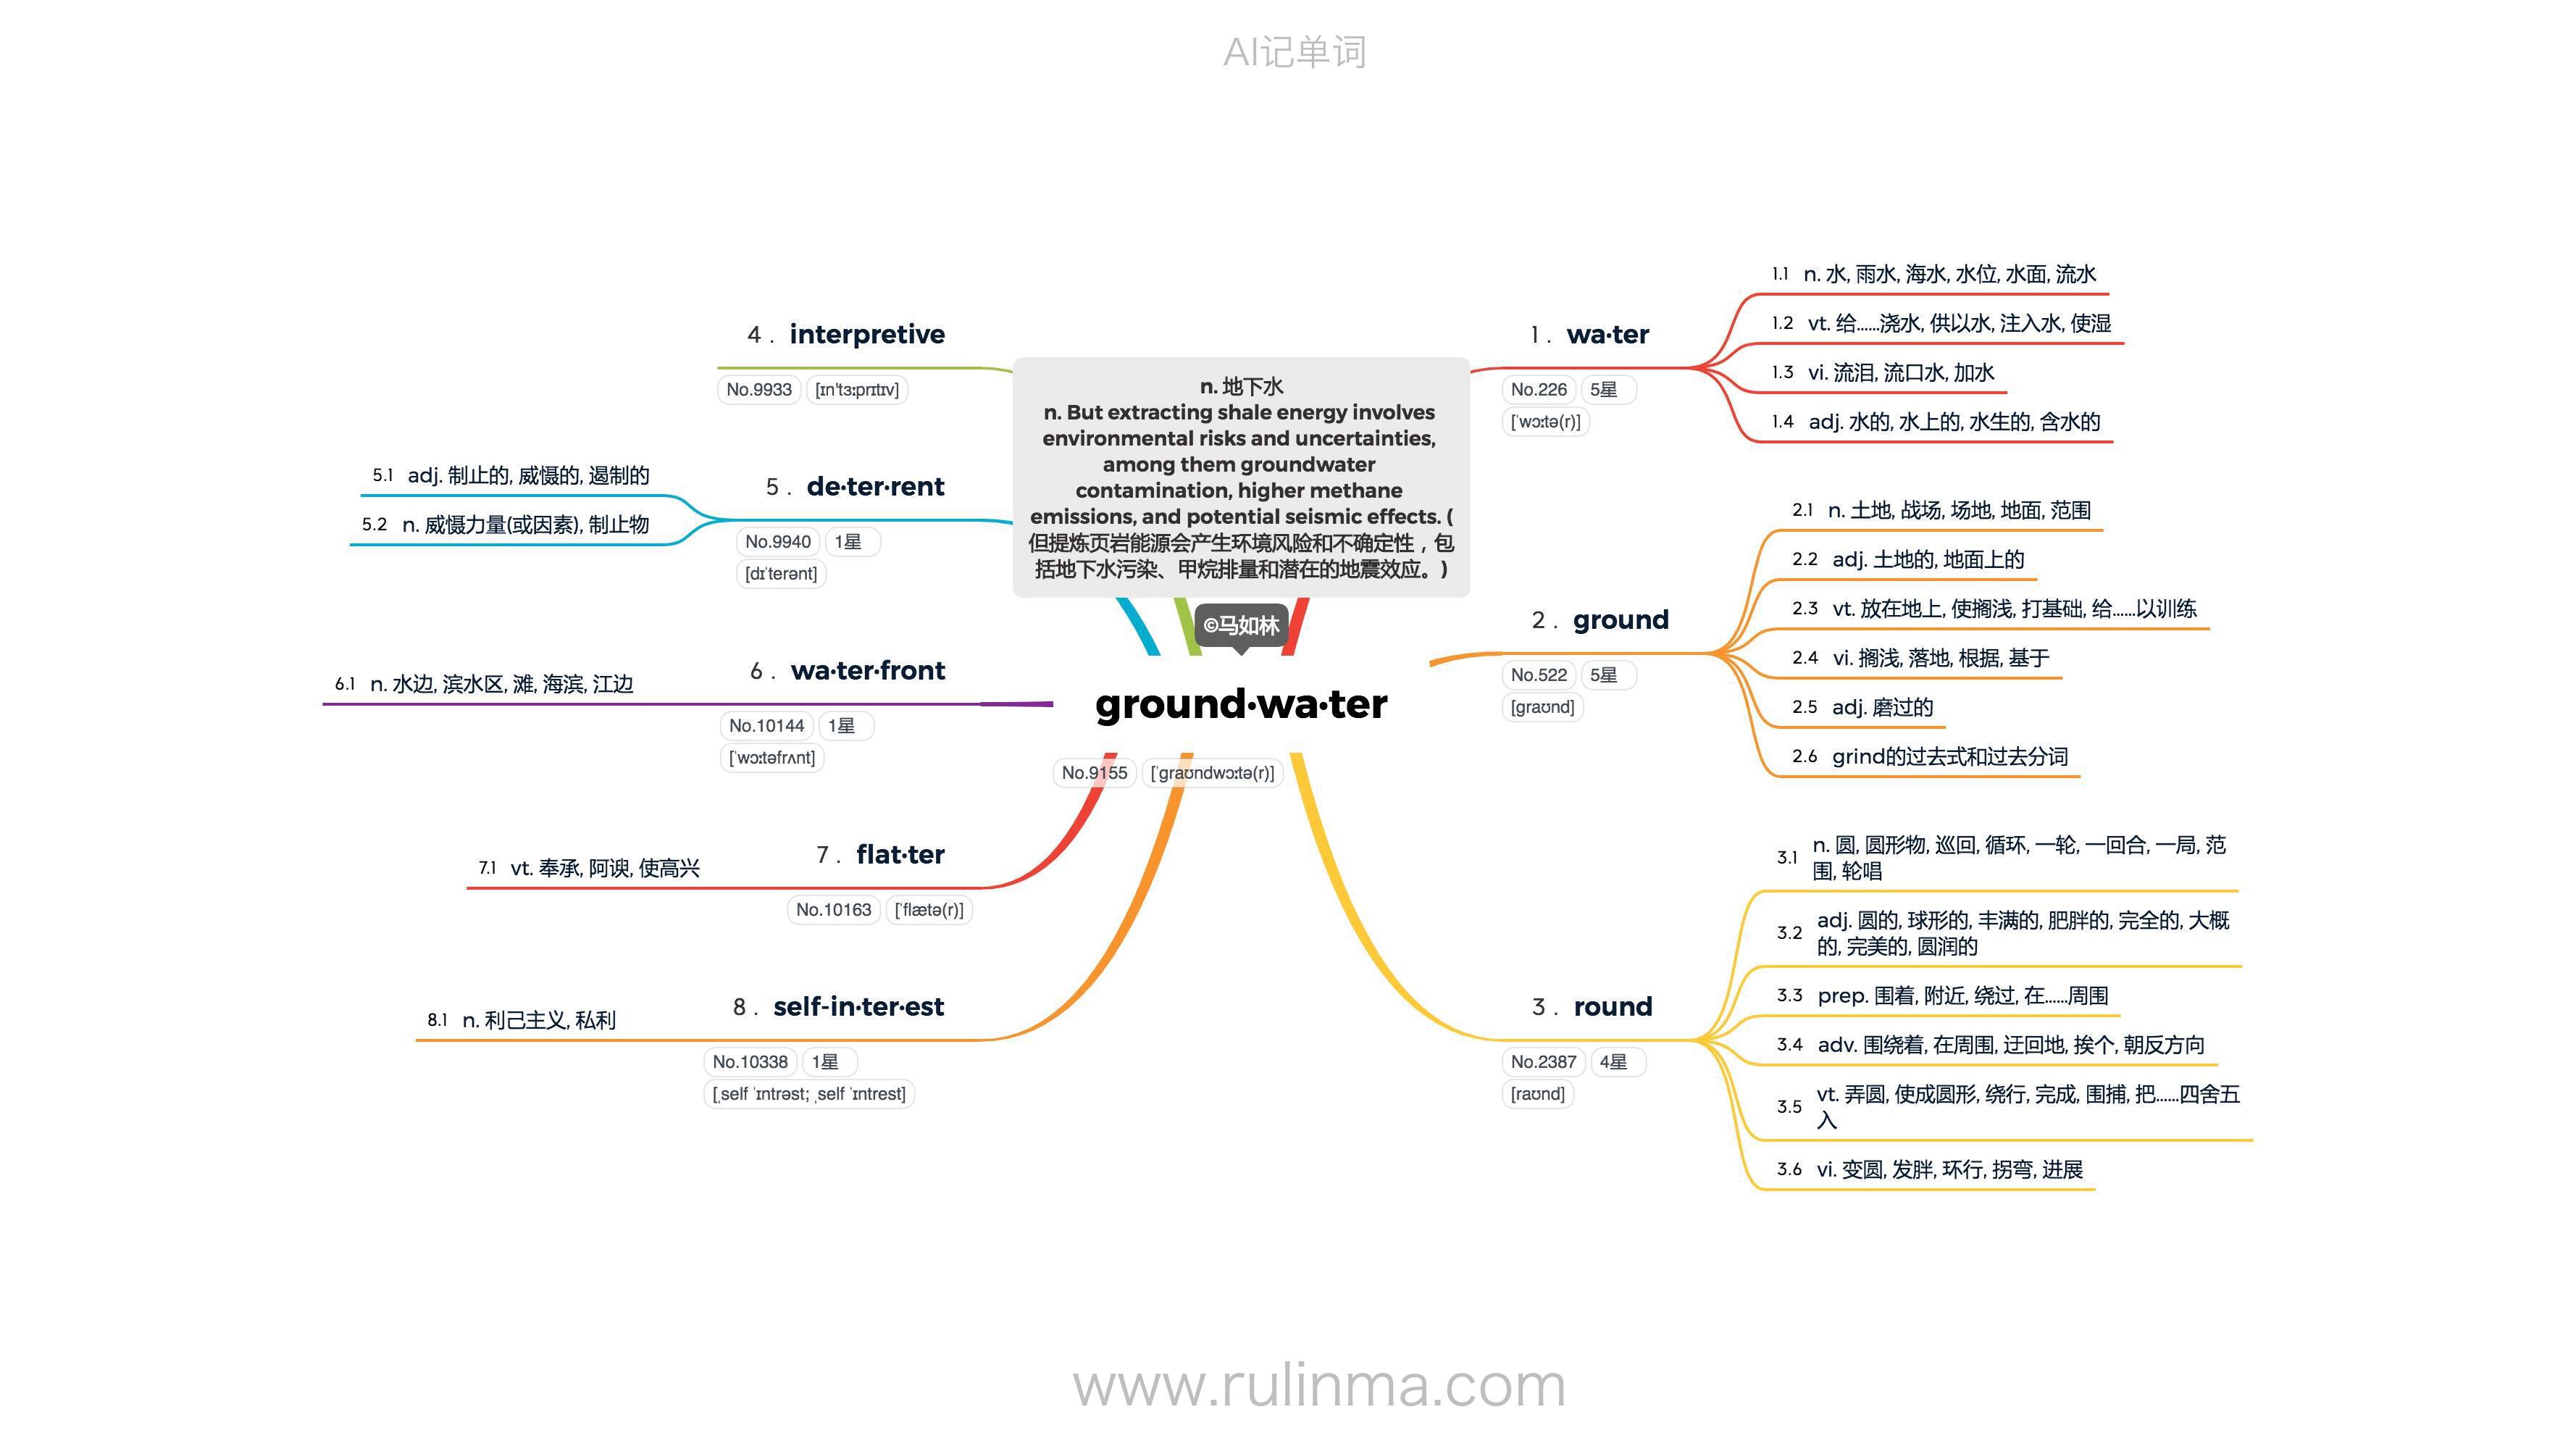 AI记单词
n. 地下水
n. But extracting shale energy involves
environmental risks and uncertainties,
among them groundwater
contamination, higher methane
emissions, and potential seismic effects. (
但提炼页岩能源会产生环境风险和不确定性，包
括地下水污染、甲烷排量和潜在的地震效应。)
©马如林
ground·wa·ter
No.9155 [ˈɡraʊndwɔːtə(r)]
1. wa·ter
No.226 5星
[ˈwɔːtə(r)]
1.1 n. 水, 雨水, 海水, 水位, 水面, 流水
1.2 vt. 给……浇水, 供以水, 注入水, 使湿
1.3 vi. 流泪, 流口水, 加水
1.4 adj. 水的, 水上的, 水生的, 含水的
2. ground
No.522 5星
[ɡraʊnd]
2.1 n. 土地, 战场, 场地, 地面, 范围
2.2 adj. 土地的, 地面上的
2.3 vt. 放在地上, 使搁浅, 打基础, 给……以训练
2.4 vi. 搁浅, 落地, 根据, 基于
2.5 adj. 磨过的
2.6 grind的过去式和过去分词
3. round
No.2387 4星
[raʊnd]
3.1 n. 圆, 圆形物, 巡回, 循环, 一轮, 一回合, 一局, 范
围, 轮唱
3.2 adj. 圆的, 球形的, 丰满的, 肥胖的, 完全的, 大概
的, 完美的, 圆润的
3.3 prep. 围着, 附近, 绕过, 在……周围
3.4 adv. 围绕着, 在周围, 迂回地, 挨个, 朝反方向
3.5 vt. 弄圆, 使成圆形, 绕行, 完成, 围捕, 把……四舍五
入
3.6 vi. 变圆, 发胖, 环行, 拐弯, 进展
4. interpretive
No.9933 [ɪn'tɜːprɪtɪv]
5. de·ter·rent
No.9940 1星
[dɪˈterənt]
5.1 adj. 制止的, 威慑的, 遏制的
5.2 n. 威慑力量(或因素), 制止物
6. wa·ter·front
No.10144 1星
[ˈwɔːtəfrʌnt]
6.1 n. 水边, 滨水区, 滩, 海滨, 江边
7. flat·ter
No.10163 [ˈflætə(r)]
7.1 vt. 奉承, 阿谀, 使高兴
8. self-in·ter·est
No.10338 1星
[ˌself ˈɪntrəst; ˌself ˈɪntrest]
8.1 n. 利己主义, 私利
www.rulinma.com